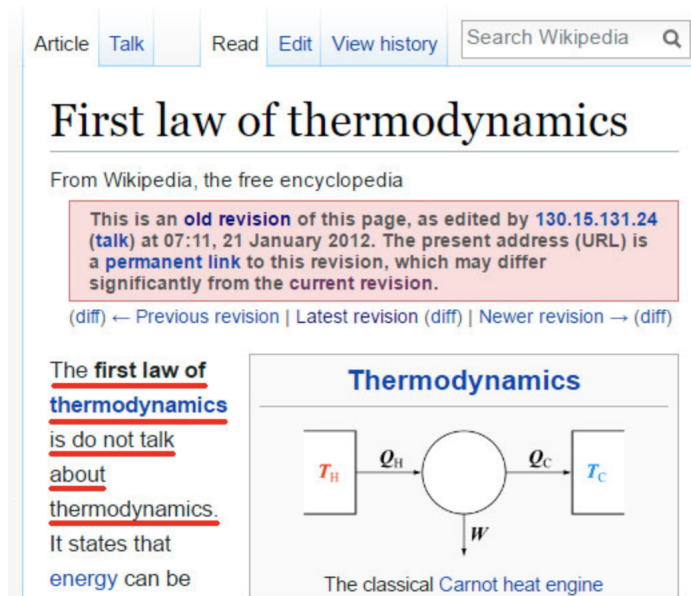 Article Talk Read Edit View history Search Wikipedia
First law of thermodynamics
From Wikipedia, the free encyclopedia
This is an old revision of this page, as edited by 130.15.131.24
(talk) at 07:11, 21 January 2012. The present address (URL) is
a permanent link to this revision, which may differ
significantly from the current revision.
(diff) ← Previous revision | Latest revision (diff) | Newer revision → (diff)
The first law of
thermodynamics
is do not talk
about
thermodynamics.
It states that
energy can be
Thermodynamics
T_H Q_H Q_C T_C
W
The classical Carnot heat engine